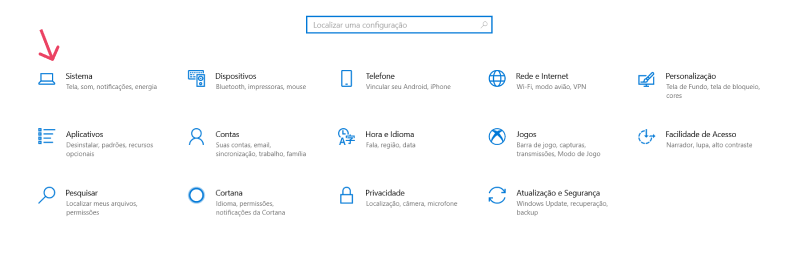 Localizar uma configuração
Sistema
Tela, som, notificações, energia
Dispositivos
Bluetooth, impressoras, mouse
Telefone
Vincular seu Android, iPhone
Rede e Internet
Wi-Fi, modo avião, VPN
Personalização
Tela de Fundo, tela de bloqueio,
cores
Aplicativos
Desinstalar, padrões, recursos
opcionais
Contas
Suas contas, email,
sincronização, trabalho, família
Hora e Idioma
Fala, região, data
Jogos
Barra de jogo, capturas,
transmissões, Modo de Jogo
Facilidade de Acesso
Narrador, lupa, alto contraste
Pesquisar
Localizar meus arquivos,
permissões
Cortana
Idioma, permissões,
notificações da Cortana
Privacidade
Localização, câmera, microfone
Atualização e Segurança
Windows Update, recuperação,
backup